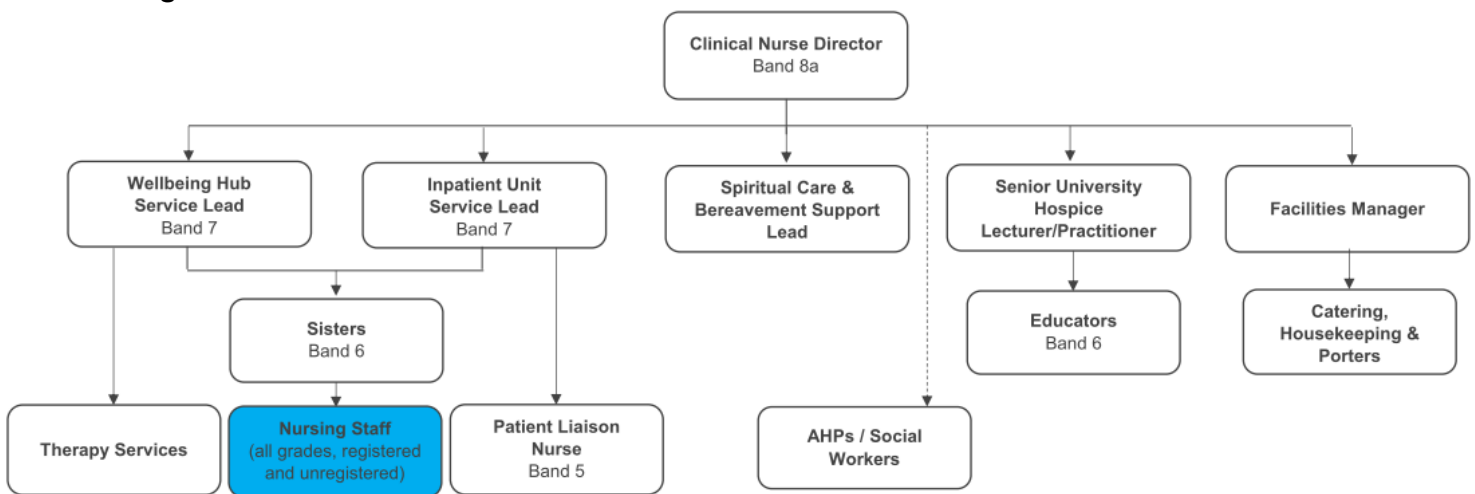 Clinical Nurse Director
Band 8a
Wellbeing Hub
Service Lead
Band 7
Inpatient Unit
Service Lead
Band 7
Spiritual Care &
Bereavement Support
Lead
Senior University
Hospice
Lecturer/Practitioner
Facilities Manager
Sisters
Band 6
Educators
Band 6
Catering,
Housekeeping &
Porters
Therapy Services
Nursing Staff
(all grades, registered
and unregistered)
Patient Liaison
Nurse
Band 5
AHPs / Social
Workers